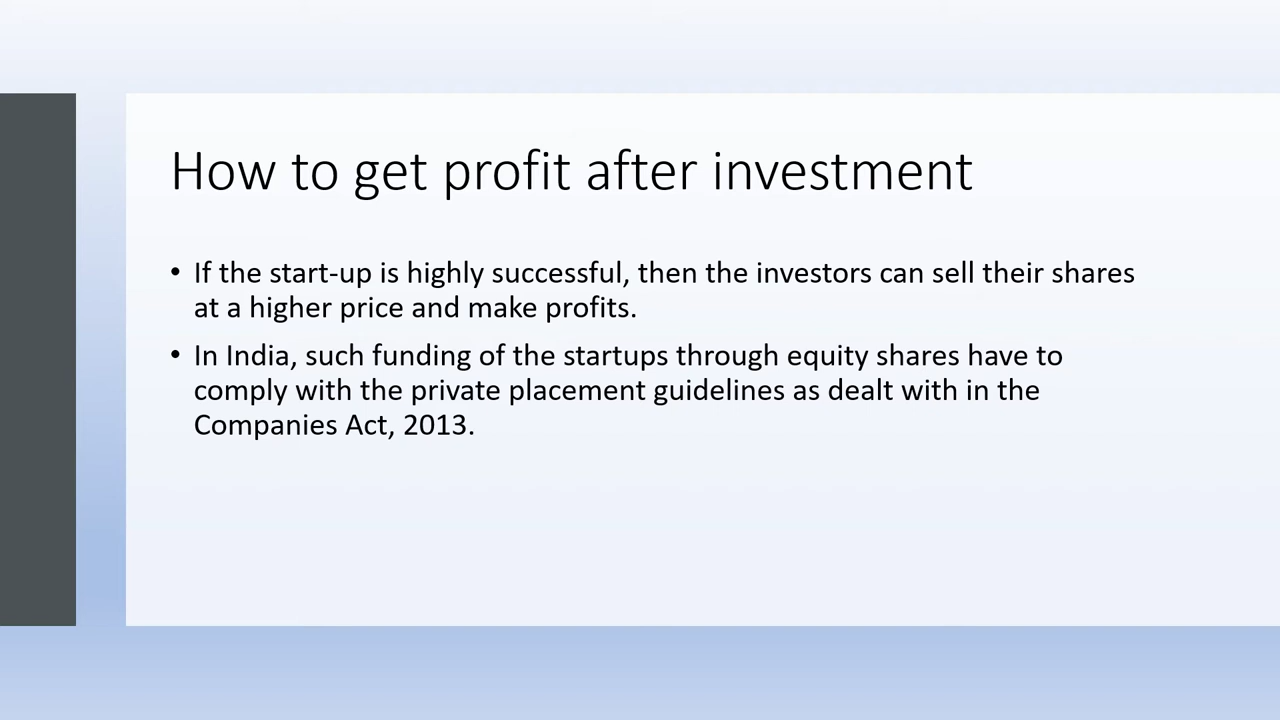 How to get profit after investment
• If the start-up is highly successful, then the investors can sell their shares
at a higher price and make profits.
• In India, such funding of the startups through equity shares have to
comply with the private placement guidelines as dealt with in the
Companies Act, 2013.